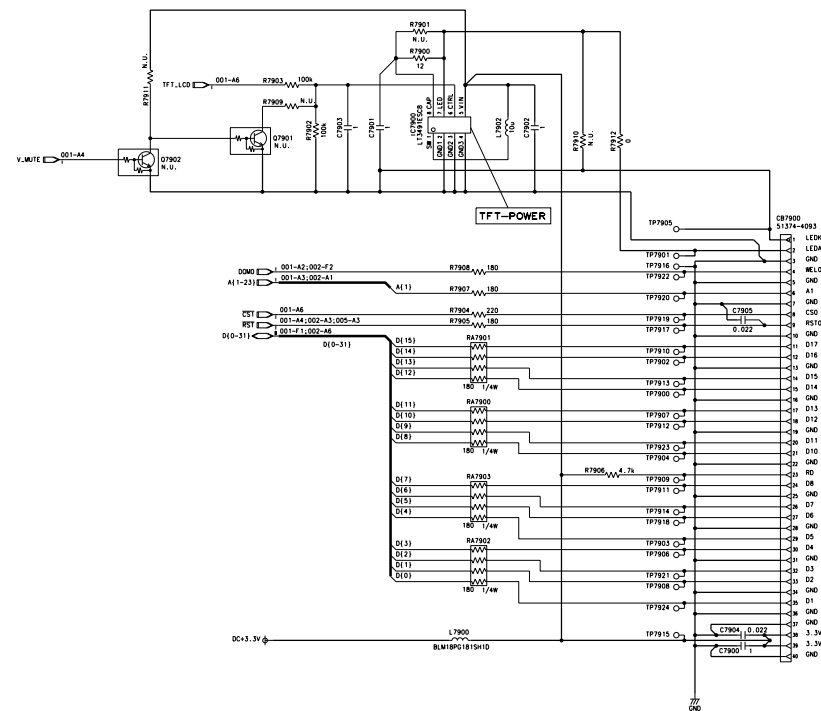 R7901
N.U.
R7900
12
N.U.
R7911
TFT_LCD 001-A6
R7903 100k
R7909 N.U.
R7902
100k
C7903
1
C7901
1
IC7900
8 CAP
7 LED
6 CTRL
5 VIN
SW 1
GND1 2
GND2 3
GND3 4
L7902
10μ
C7902
1
R7910
N.U.
R7912
0
Q7901
N.U.
V_MUTE 001-A4
Q7902
N.U.
TFT-POWER
CB7900
51374-4093
TP7905
1 LEDK
2 LEDA
TP7901
3 GND
TP7916
4 WELO
TP7922
5 GND
DQM0 001-A2;002-F2
R7908 180
A(1-23) 001-A3;002-A1
A(1)
R7907 180
TP7920
6 A1
7 GND
C7905
0.022
CST 001-A6
R7904 220
TP7919
8 CSO
RST 001-A4;002-A3;005-A3
R7905 180
TP7917
9 RSTO
D(0-31) 001-F1;002-A6
D(0-31)
10 GND
D(15)
D(14)
D(13)
D(12)
RA7901
180 1/4W
TP7910
11 D17
TP7902
12 D16
13 GND
TP7913
14 D15
TP7900
15 D14
16 GND
D(11)
D(10)
D(9)
D(8)
RA7900
180 1/4W
TP7907
17 D13
TP7912
18 D12
19 GND
TP7923
20 D11
TP7904
21 D10
22 GND
R7906 4.7k
TP7909
23 RD
D(7)
D(6)
D(5)
D(4)
RA7903
180 1/4W
TP7911
24 D8
25 GND
TP7914
26 D7
TP7918
27 D6
28 GND
TP7903
29 D5
D(3)
D(2)
D(1)
D(0)
RA7902
180 1/4W
TP7906
30 D4
31 GND
TP7921
32 D3
TP7908
33 D2
34 GND
TP7924
35 D1
36 GND
37 GND
C7904 0.022
38 3.3V
DC+3.3V
L7900
BLM18PG181SH1D
TP7915
C7900 1
39 3.3V
40 GND
GND